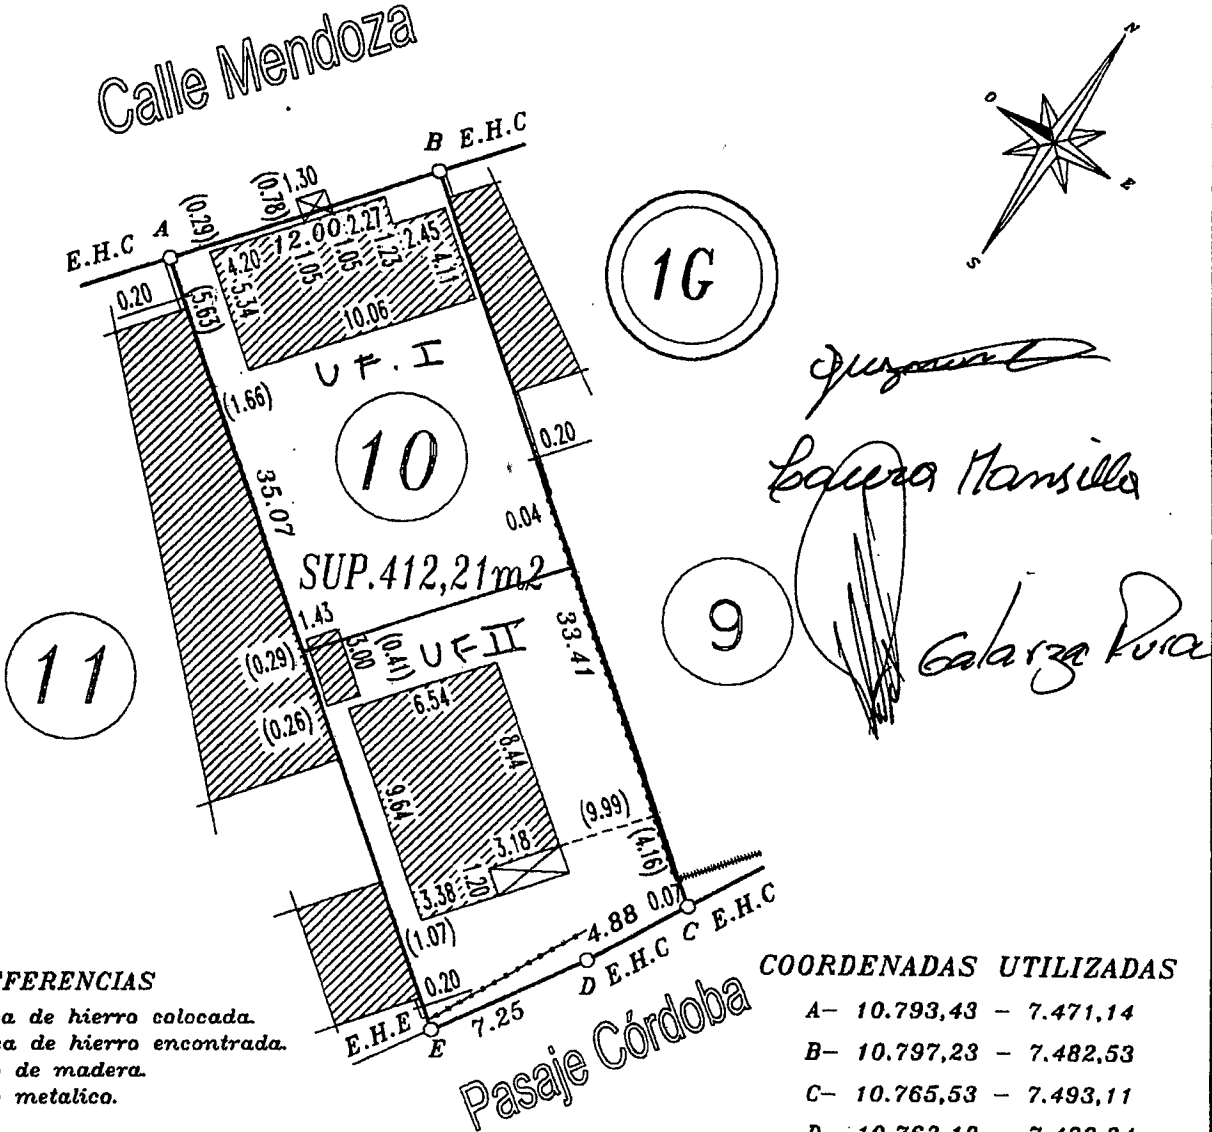 Calle Mendoza
N
O
E
S
B E.H.C
E.H.C A
(0.29)
(0.78)
1.30
12.00
2.27
4.20
1.05
1.05
1.23
2.45
4.11
5.34
10.06
0.20
(5.63)
1G
U F. I
(1.66)
10
0.20
35.07
0.04
Laura Mansilla
SUP.412,21m2
1.43
3.00
(0.41)
U F II
33.41
9
11
(0.29)
(0.26)
6.54
8.44
9.64
Galarza Pura
(9.99)
3.18
(4.16)
1.20
3.38
(1.07)
0.07
4.88
C E.H.C
D E.H.C
0.20
E.H.E
E
7.25
Pasaje Córdoba
FERENCIAS
a de hierro colocada.
ca de hierro encontrada.
de madera.
metalico.
COORDENADAS UTILIZADAS
A– 10.793,43 – 7.471,14
B– 10.797,23 – 7.482,53
C– 10.765,53 – 7.493,11